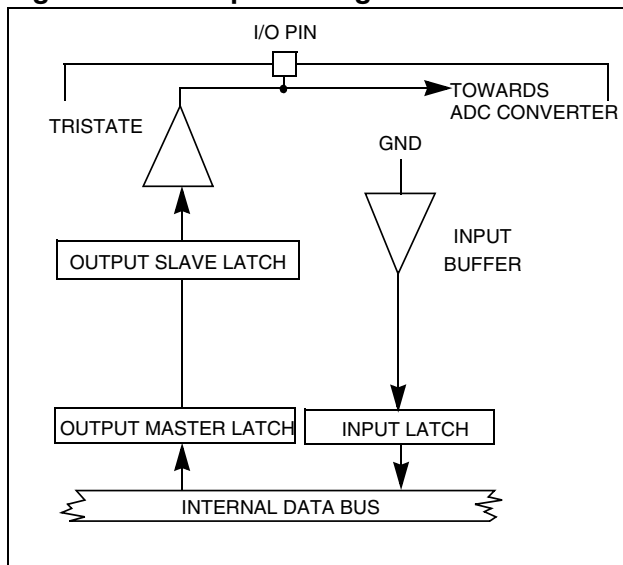 I/O PIN
TOWARDS
ADC CONVERTER
TRISTATE
GND
INPUT
BUFFER
OUTPUT SLAVE LATCH
OUTPUT MASTER LATCH
INPUT LATCH
INTERNAL DATA BUS